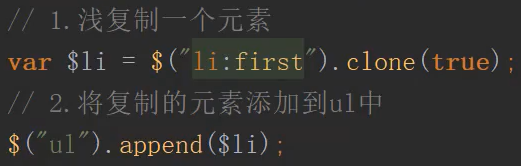 // 1.浅复制一个元素
var $li = $("li:first").clone(true);
// 2.将复制的元素添加到ul中
$("ul").append($li);